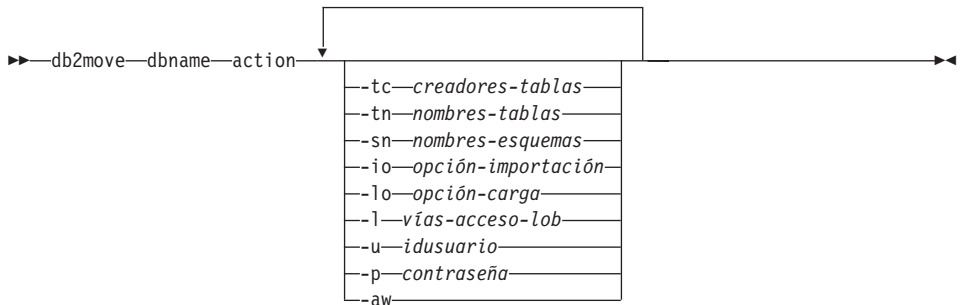 db2move dbname action
-tc creadores-tablas
-tn nombres-tablas
-sn nombres-esquemas
-io opción-importación
-lo opción-carga
-l vías-acceso-lob
-u idusuario
-p contraseña
-aw